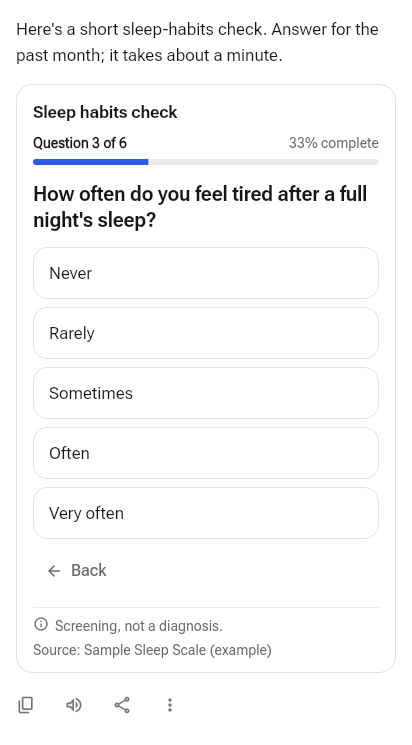 Here's a short sleep-habits check. Answer for the
past month; it takes about a minute.
Sleep habits check
Question 3 of 6
33% complete
How often do you feel tired after a full
night's sleep?
Never
Rarely
Sometimes
Often
Very often
Back
Screening, not a diagnosis.
Source: Sample Sleep Scale (example)